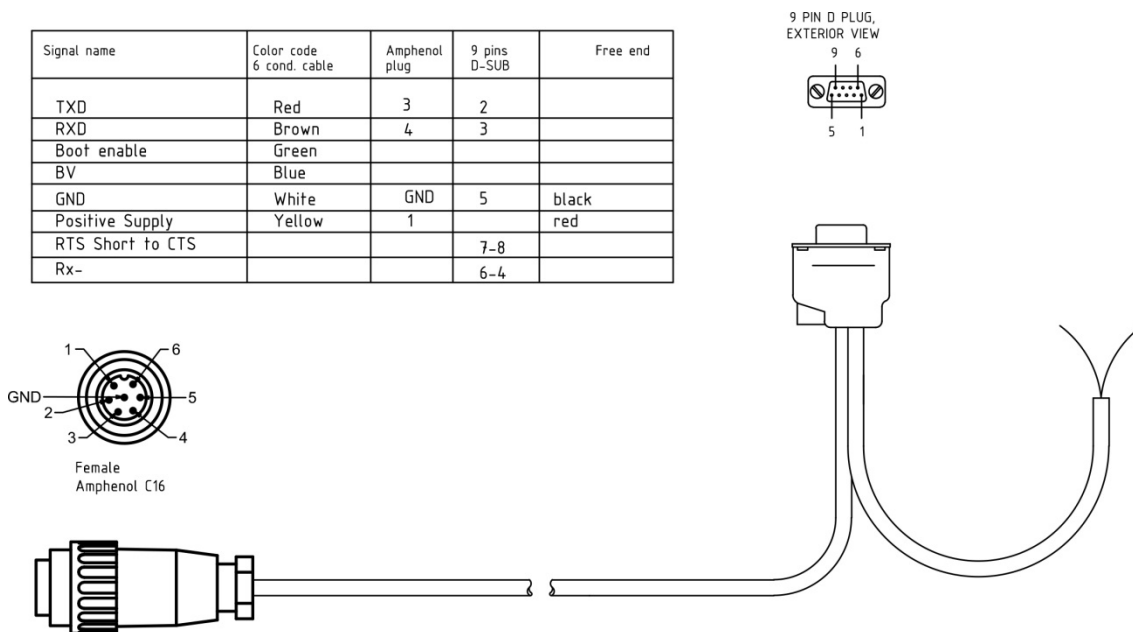 9 PIN D PLUG,
EXTERIOR VIEW
9 6
5 1
Signal name Color code 6 cond. cable Amphenol plug 9 pins D-SUB Free end
TXD Red 3 2
RXD Brown 4 3
Boot enable Green
BV Blue
GND White GND 5 black
Positive Supply Yellow 1 red
RTS Short to CTS 7-8
Rx- 6-4
1 6
GND 5
2
3 4
Female
Amphenol C16